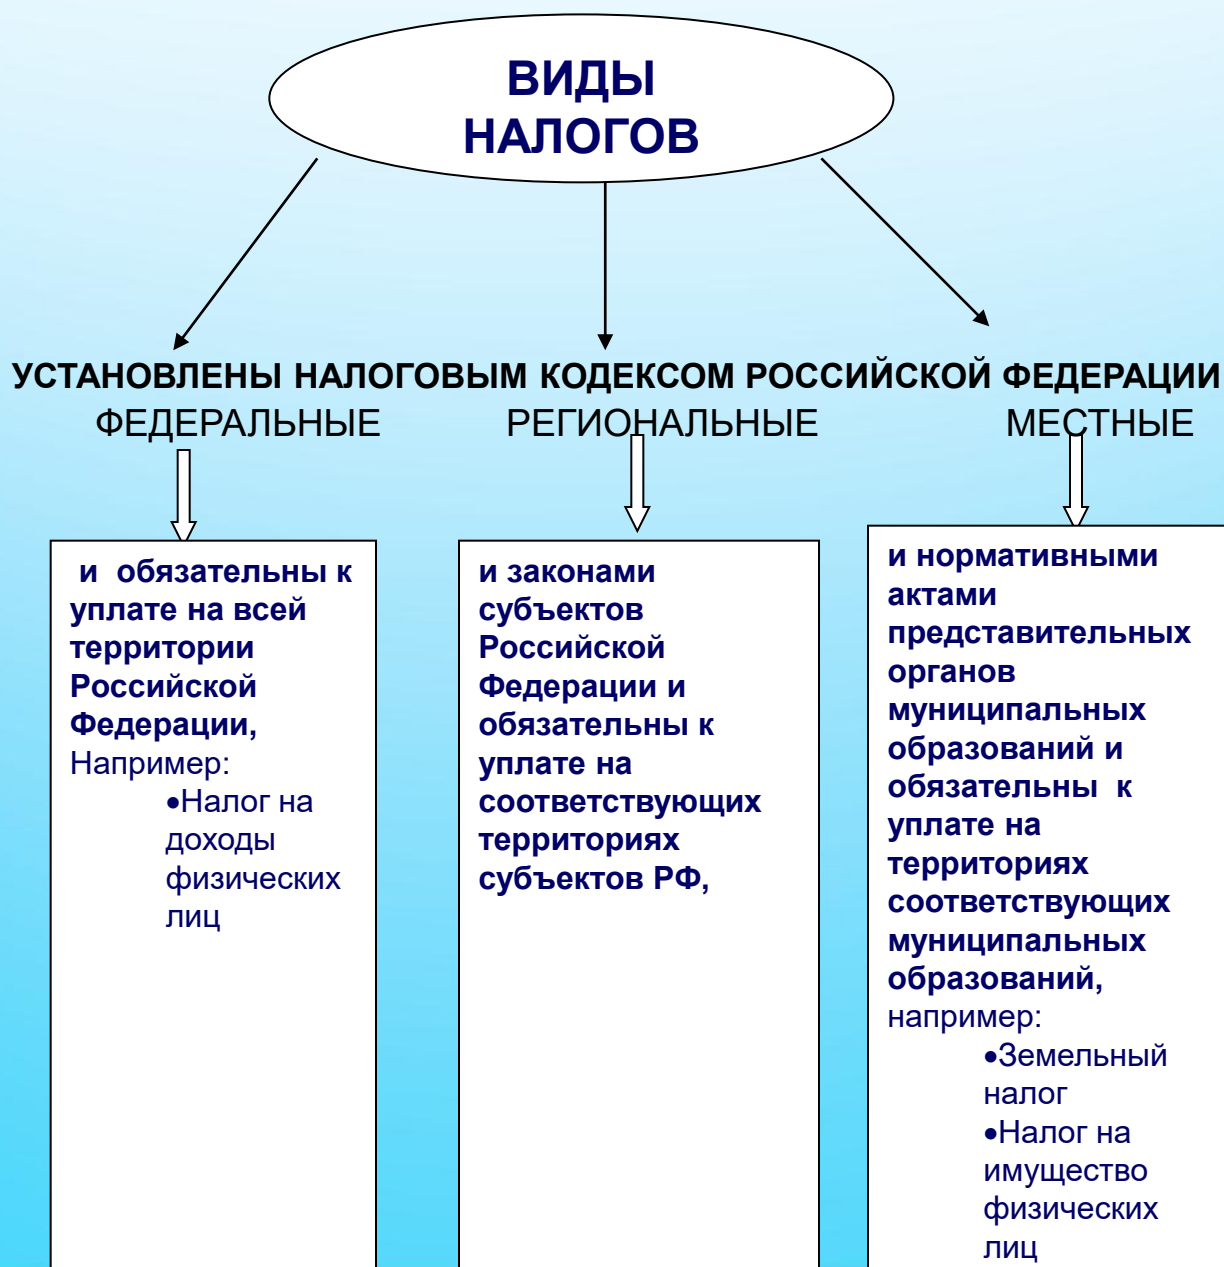 ВИДЫ
НАЛОГОВ
УСТАНОВЛЕНЫ НАЛОГОВЫМ КОДЕКСОМ РОССИЙСКОЙ ФЕДЕРАЦИИ
ФЕДЕРАЛЬНЫЕ РЕГИОНАЛЬНЫЕ МЕСТНЫЕ
и обязательны к
уплате на всей
территории
Российской
Федерации,
Например:
•Налог на
доходы
физических
лиц
и законами
субъектов
Российской
Федерации и
обязательны к
уплате на
соответствующих
территориях
субъектов РФ,
и нормативными
актами
представительных
органов
муниципальных
образований и
обязательны к
уплате на
территориях
соответствующих
муниципальных
образований,
например:
•Земельный
налог
•Налог на
имущество
физических
лиц